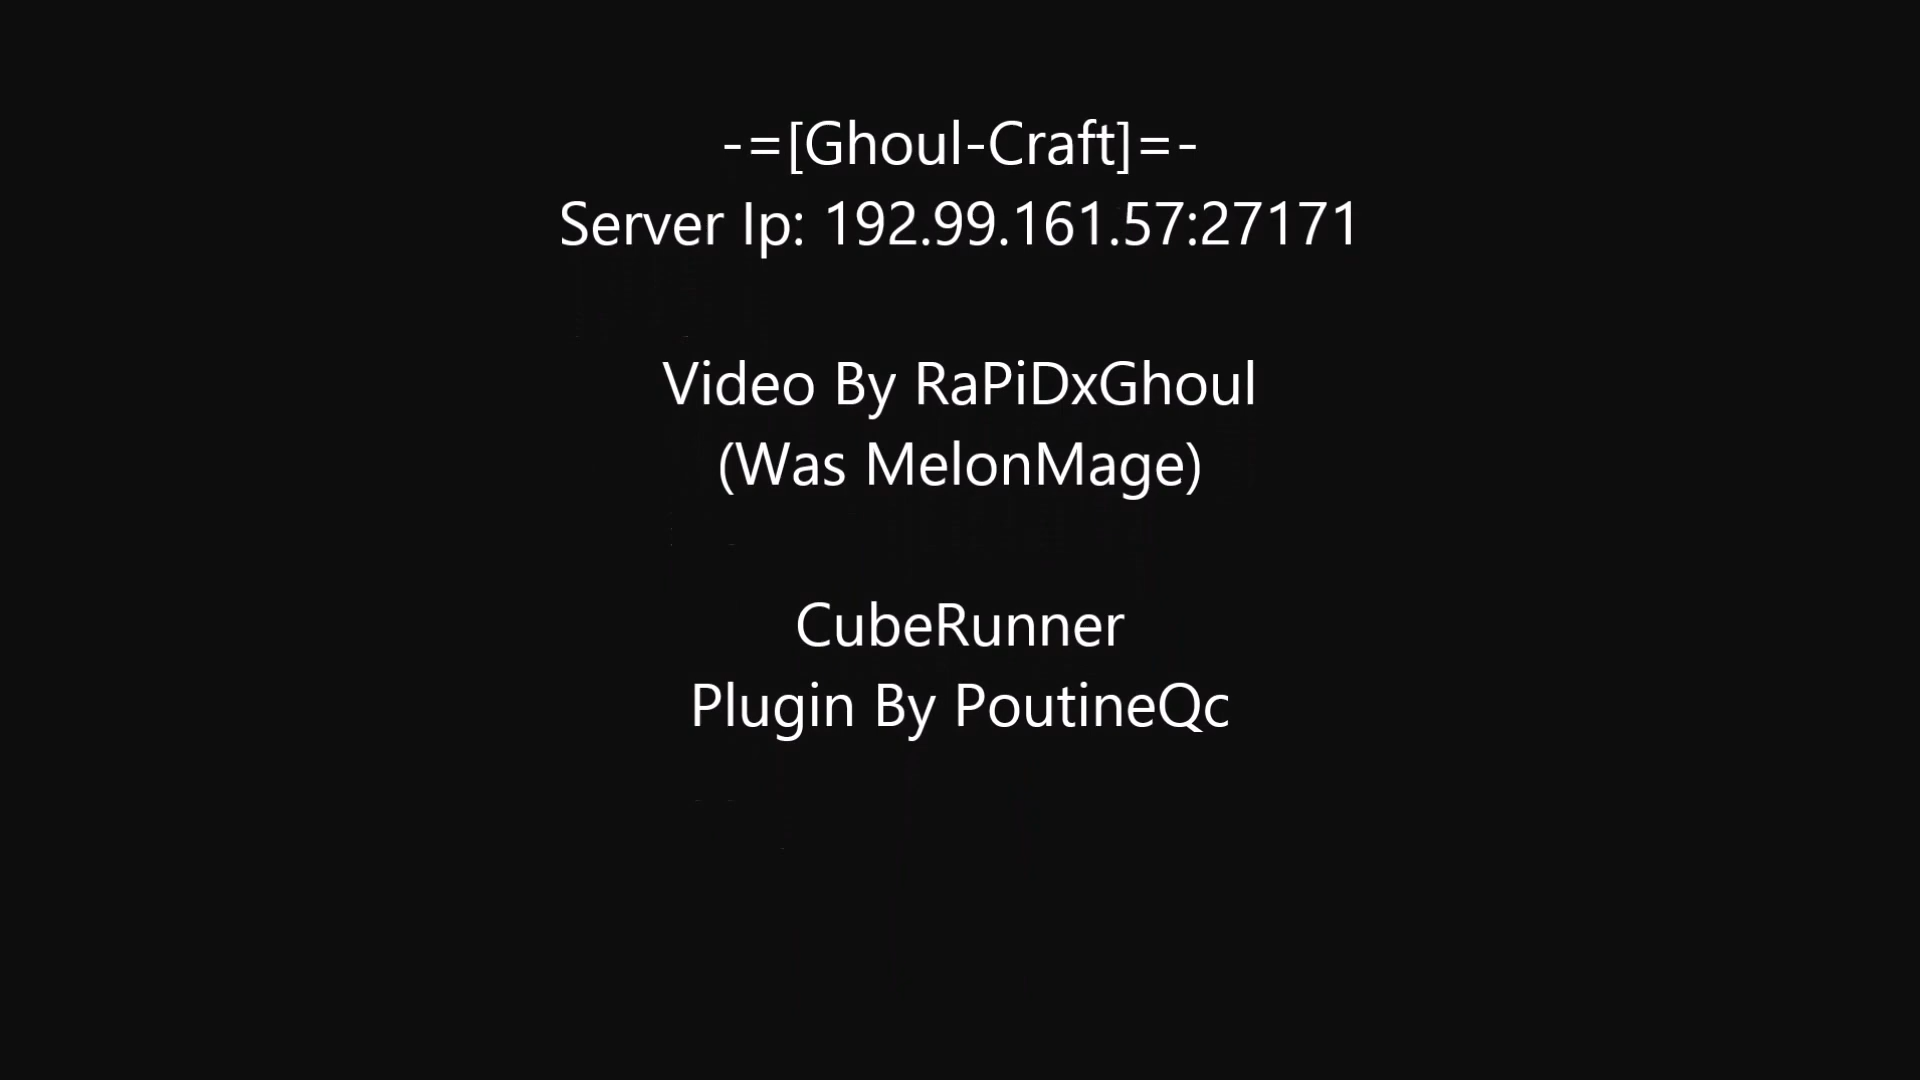 -=[Ghoul-Craft]=-
Server Ip: 192.99.161.57:27171
Video By RaPiDxGhoul
(Was MelonMage)
CubeRunner
Plugin By PoutineQc